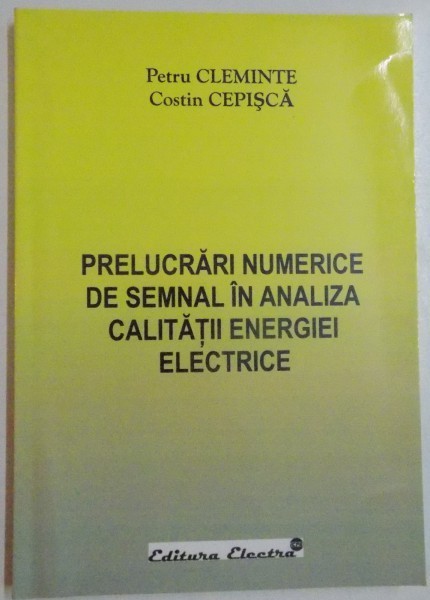 Petru CLEMINTE
Costin CEPIŞCĂ
PRELUCRĂRI NUMERICE
DE SEMNAL ÎN ANALIZA
CALITĂŢII ENERGIEI
ELECTRICE
Editura Electra